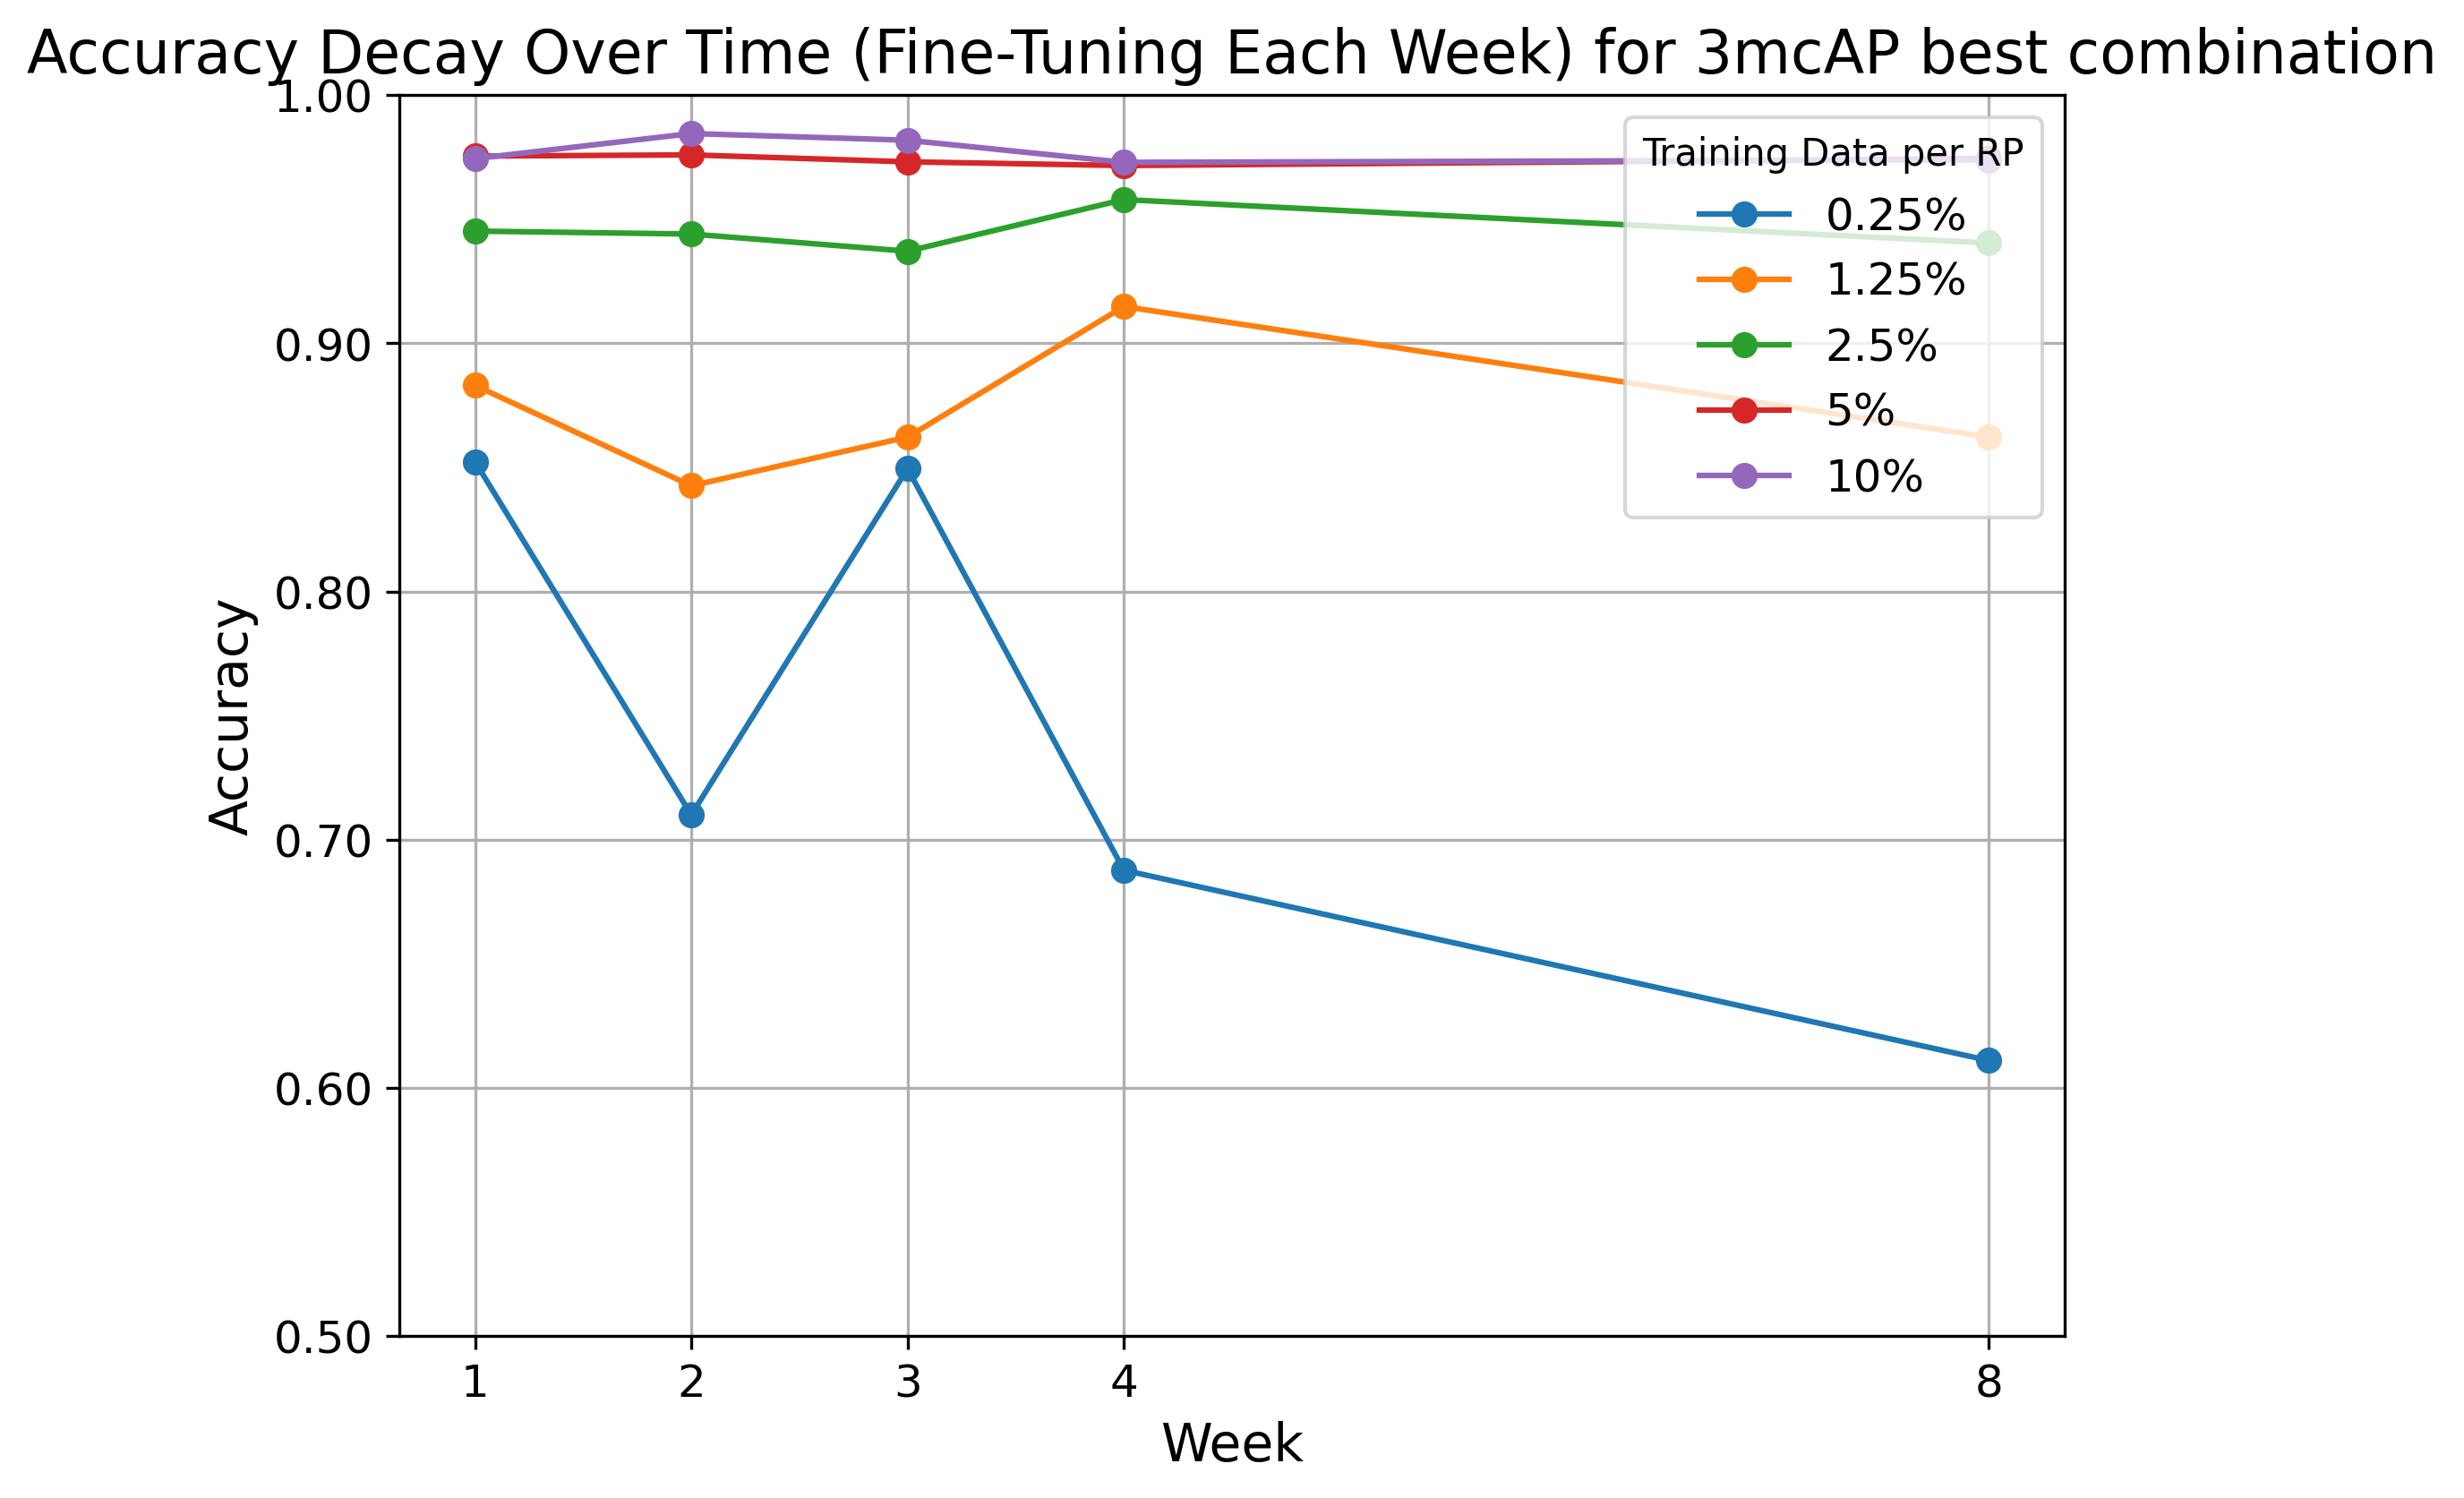 Accuracy Decay Over Time (Fine-Tuning Each Week) for 3mcAP best combination
1.00
0.90
0.80
0.70
0.60
0.50
Accuracy
Training Data per RP
0.25%
1.25%
2.5%
5%
10%
1 2 3 4 8
Week